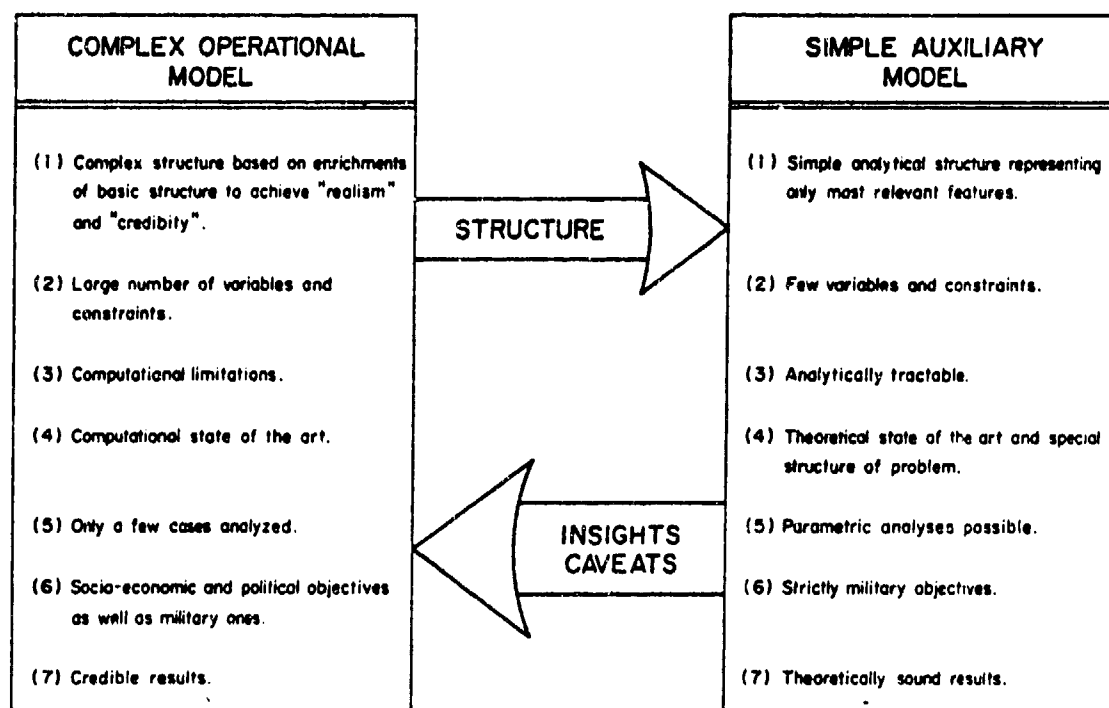 COMPLEX OPERATIONAL
MODEL
(1) Complex structure based on enrichments
of basic structure to achieve "realism"
and "credibity".
(2) Large number of variables and
constraints.
(3) Computational limitations.
(4) Computational state of the art.
(5) Only a few cases analyzed.
(6) Socio-economic and political objectives
as well as military ones.
(7) Credible results.
STRUCTURE
INSIGHTS
CAVEATS
SIMPLE AUXILIARY
MODEL
(1) Simple analytical structure representing
only most relevant features.
(2) Few variables and constraints.
(3) Analytically tractable.
(4) Theoretical state of the art and special
structure of problem.
(5) Parametric analyses possible.
(6) Strictly military objectives.
(7) Theoretically sound results.